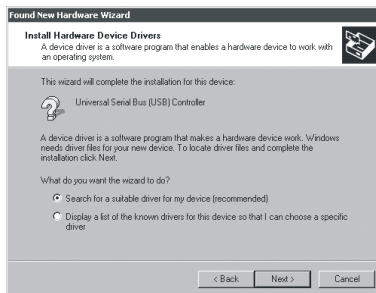 Found New Hardware Wizard
Install Hardware Device Drivers
A device driver is a software program that enables a hardware device to work with
an operating system.
This wizard will complete the installation for this device:
Universal Serial Bus (USB) Controller
A device driver is a software program that makes a hardware device work. Windows
needs driver files for your new device. To locate driver files and complete the
installation click Next.
What do you want the wizard to do?
Search for a suitable driver for my device (recommended)
Display a list of the known drivers for this device so that I can choose a specific
driver
< Back
Next >
Cancel